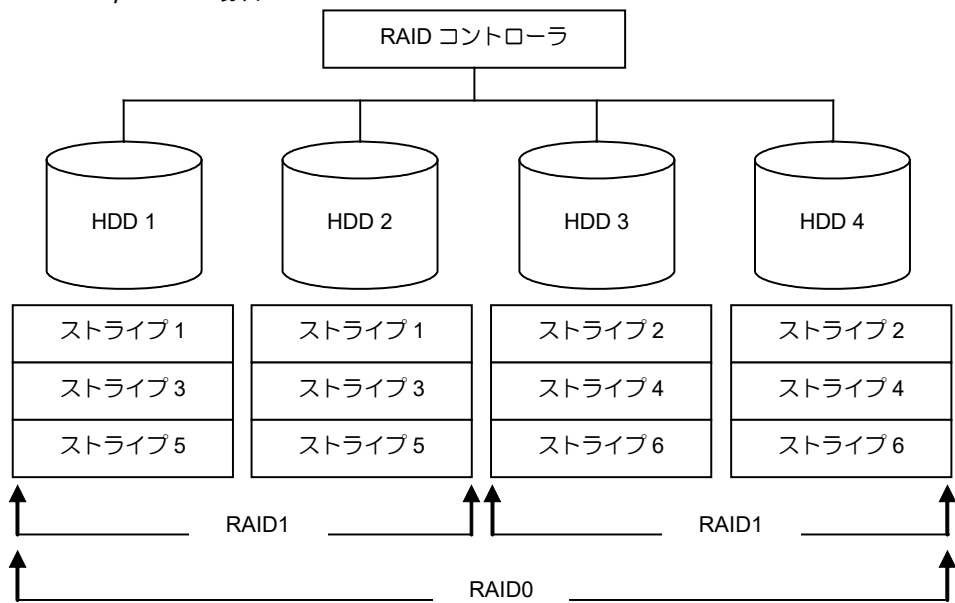 RAID コントローラ
HDD 1 HDD 2 HDD 3 HDD 4
ストライプ 1 ストライプ 1 ストライプ 2 ストライプ 2
ストライプ 3 ストライプ 3 ストライプ 4 ストライプ 4
ストライプ 5 ストライプ 5 ストライプ 6 ストライプ 6
RAID1 RAID1
RAID0